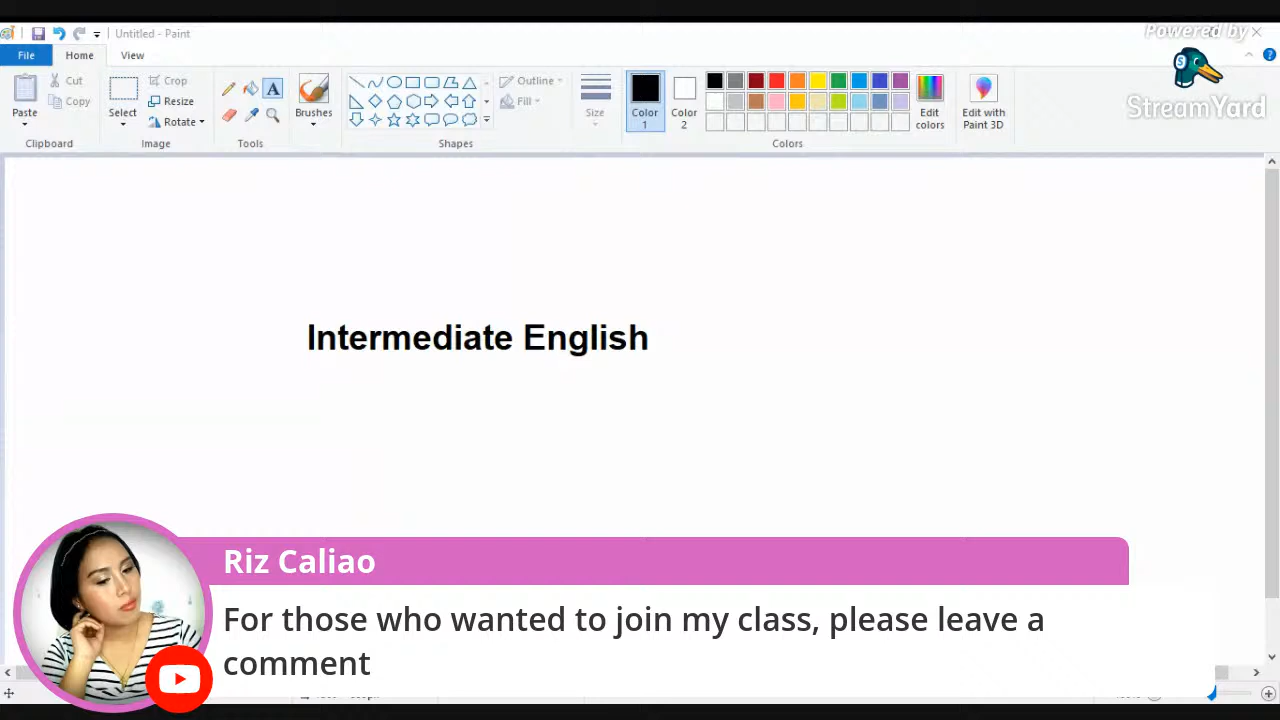 Untitled - Paint
Powered by
StreamYard
File Home View
Paste
Cut
Copy
Clipboard
Select
Crop
Resize
Rotate
Image
A
Tools
Brushes
Shapes
Outline
Fill
Size
Color 1
Color 2
Edit colors
Colors
Edit with Paint 3D
Intermediate English
Riz Caliao
For those who wanted to join my class, please leave a
comment